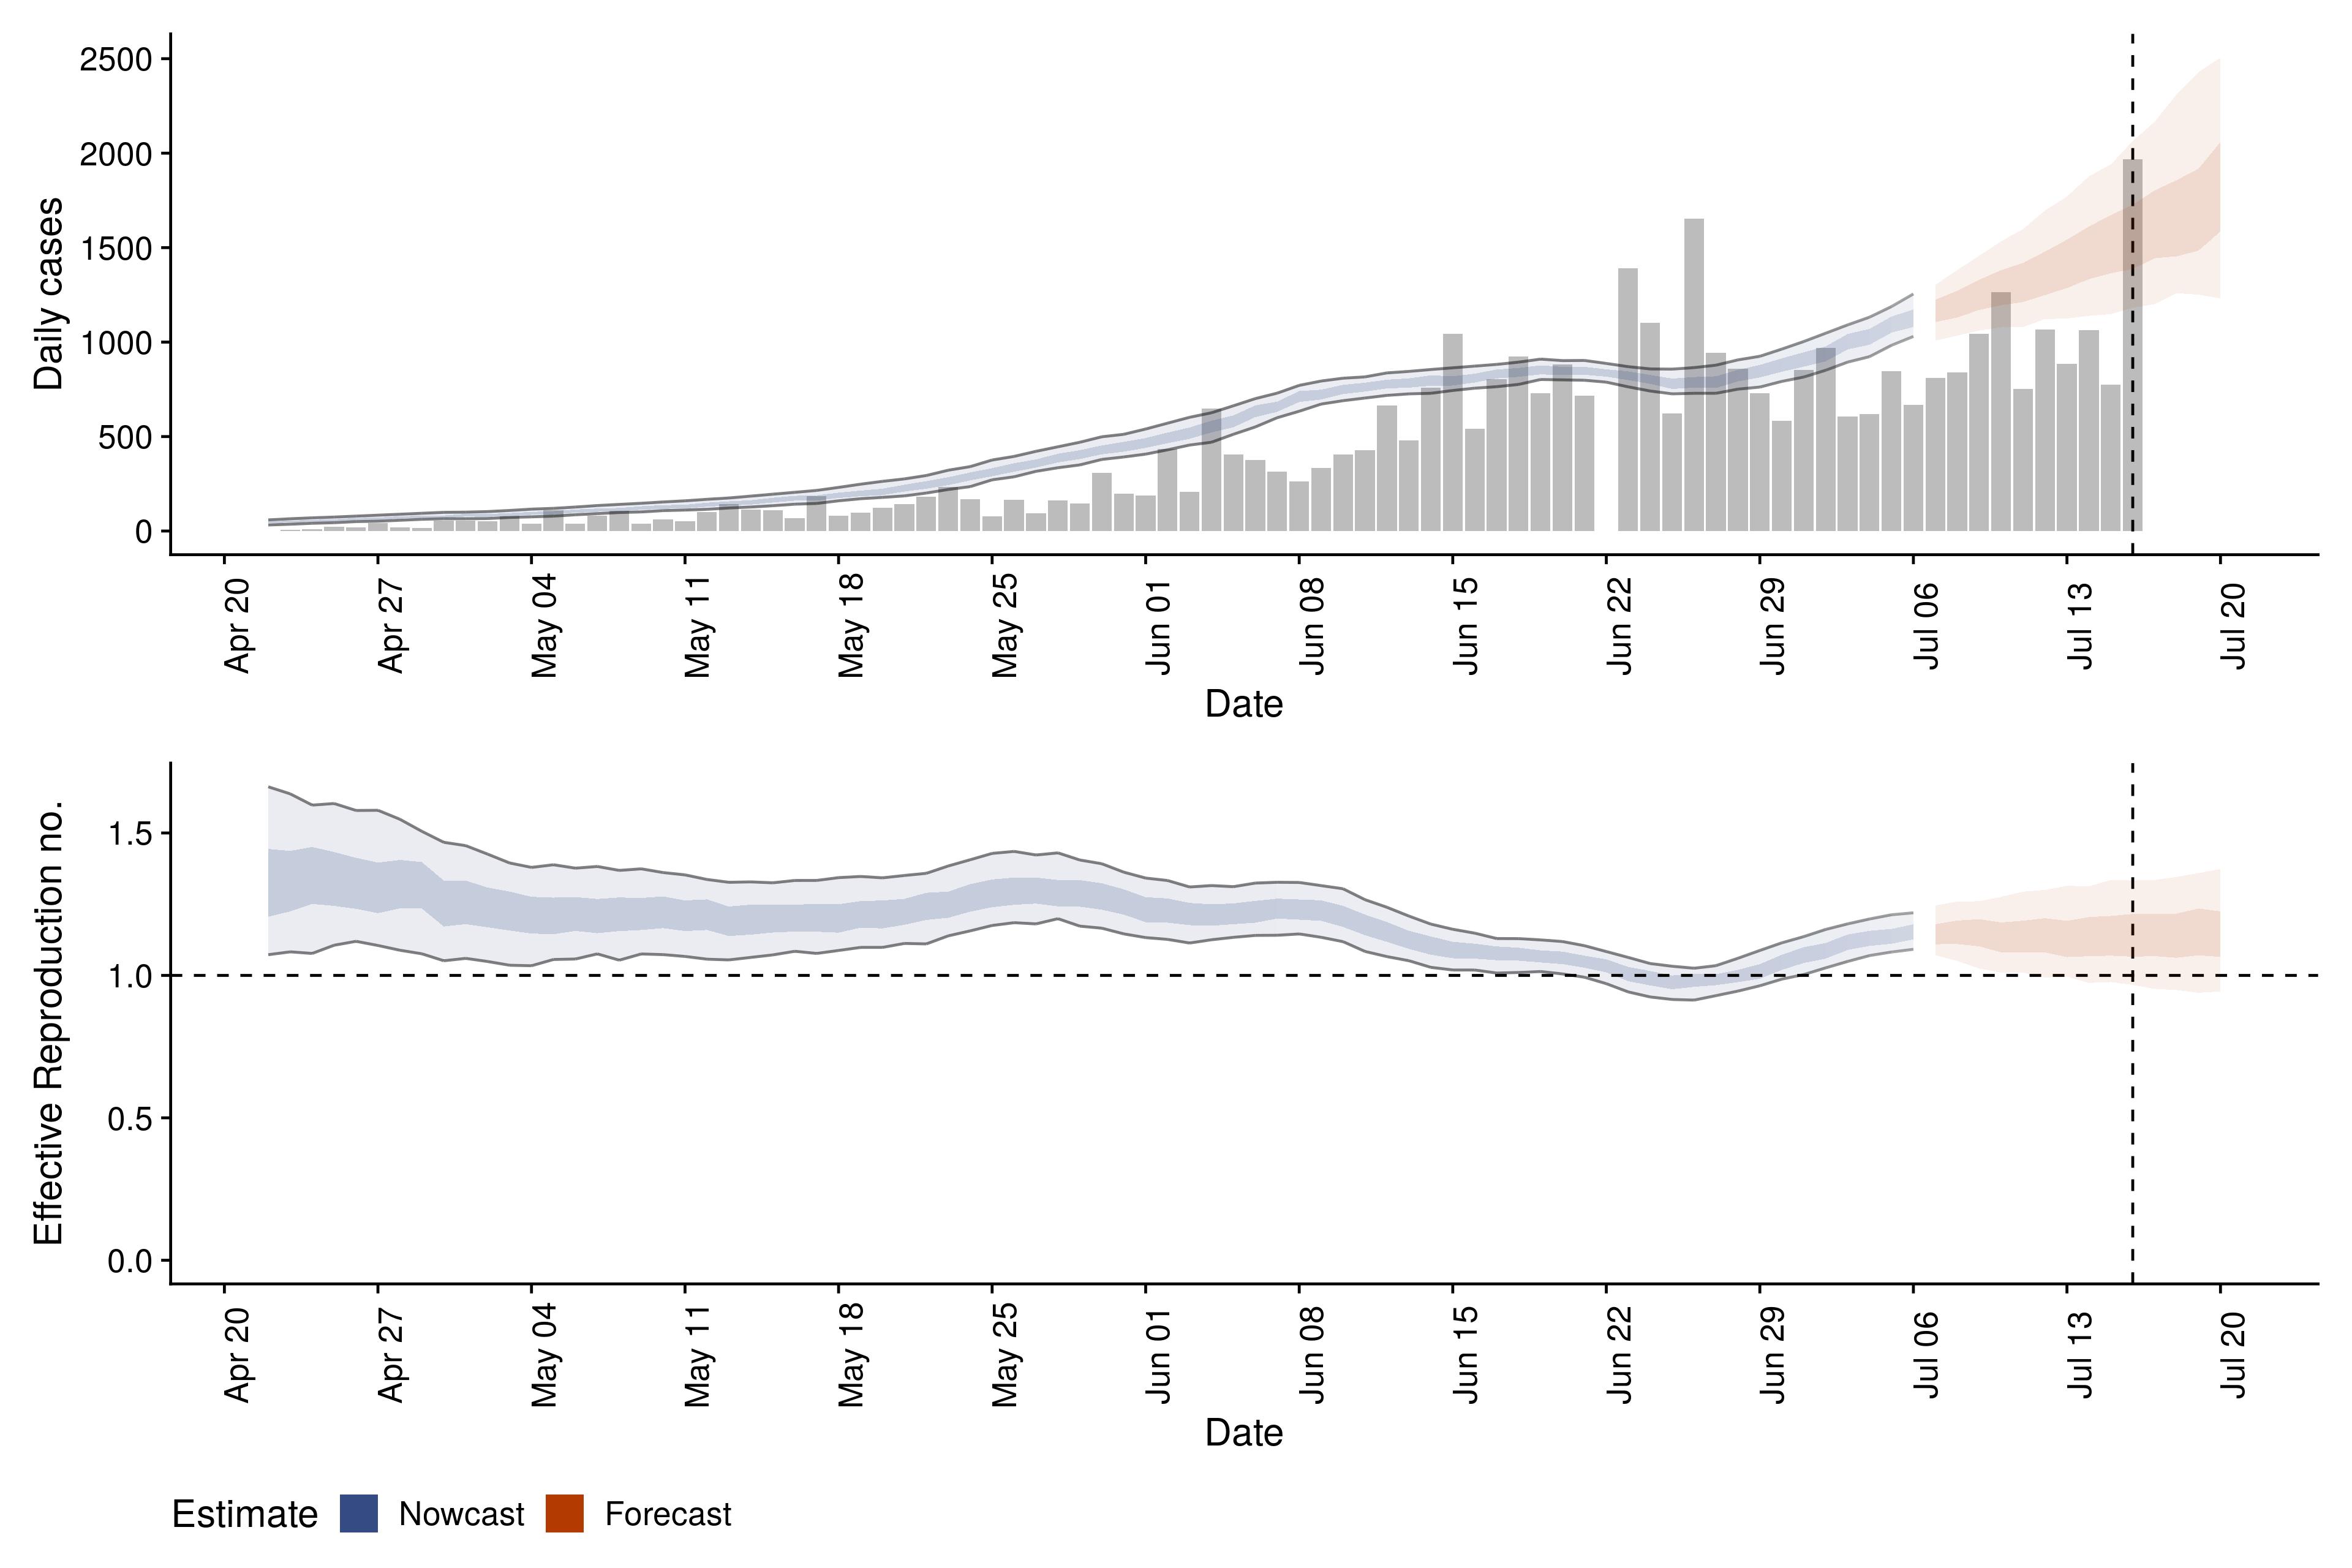 Daily cases
2500
2000
1500
1000
500
0
Apr 20
Apr 27
May 04
May 11
May 18
May 25
Jun 01
Jun 08
Jun 15
Jun 22
Jun 29
Jul 06
Jul 13
Jul 20
Date
Effective Reproduction no.
1.5
1.0
0.5
0.0
Apr 20
Apr 27
May 04
May 11
May 18
May 25
Jun 01
Jun 08
Jun 15
Jun 22
Jun 29
Jul 06
Jul 13
Jul 20
Date
Estimate Nowcast Forecast